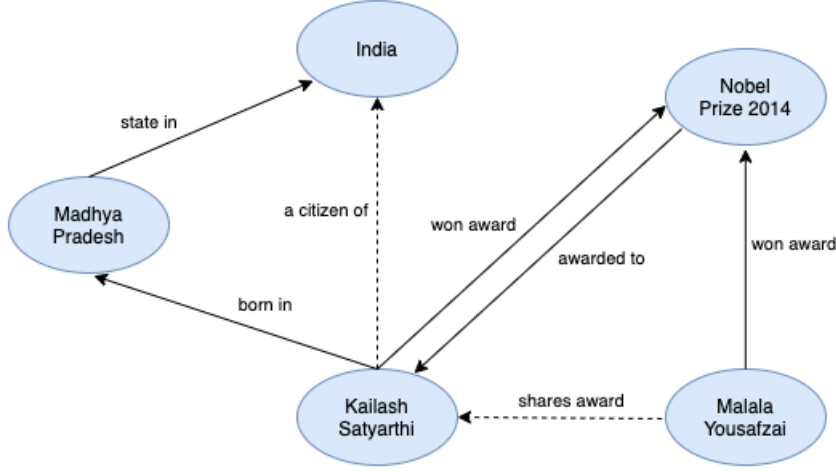 India
Nobel
Prize 2014
state in
Madhya
Pradesh
a citizen of
won award
awarded to
won award
born in
Kailash
Satyarthi
shares award
Malala
Yousafzai